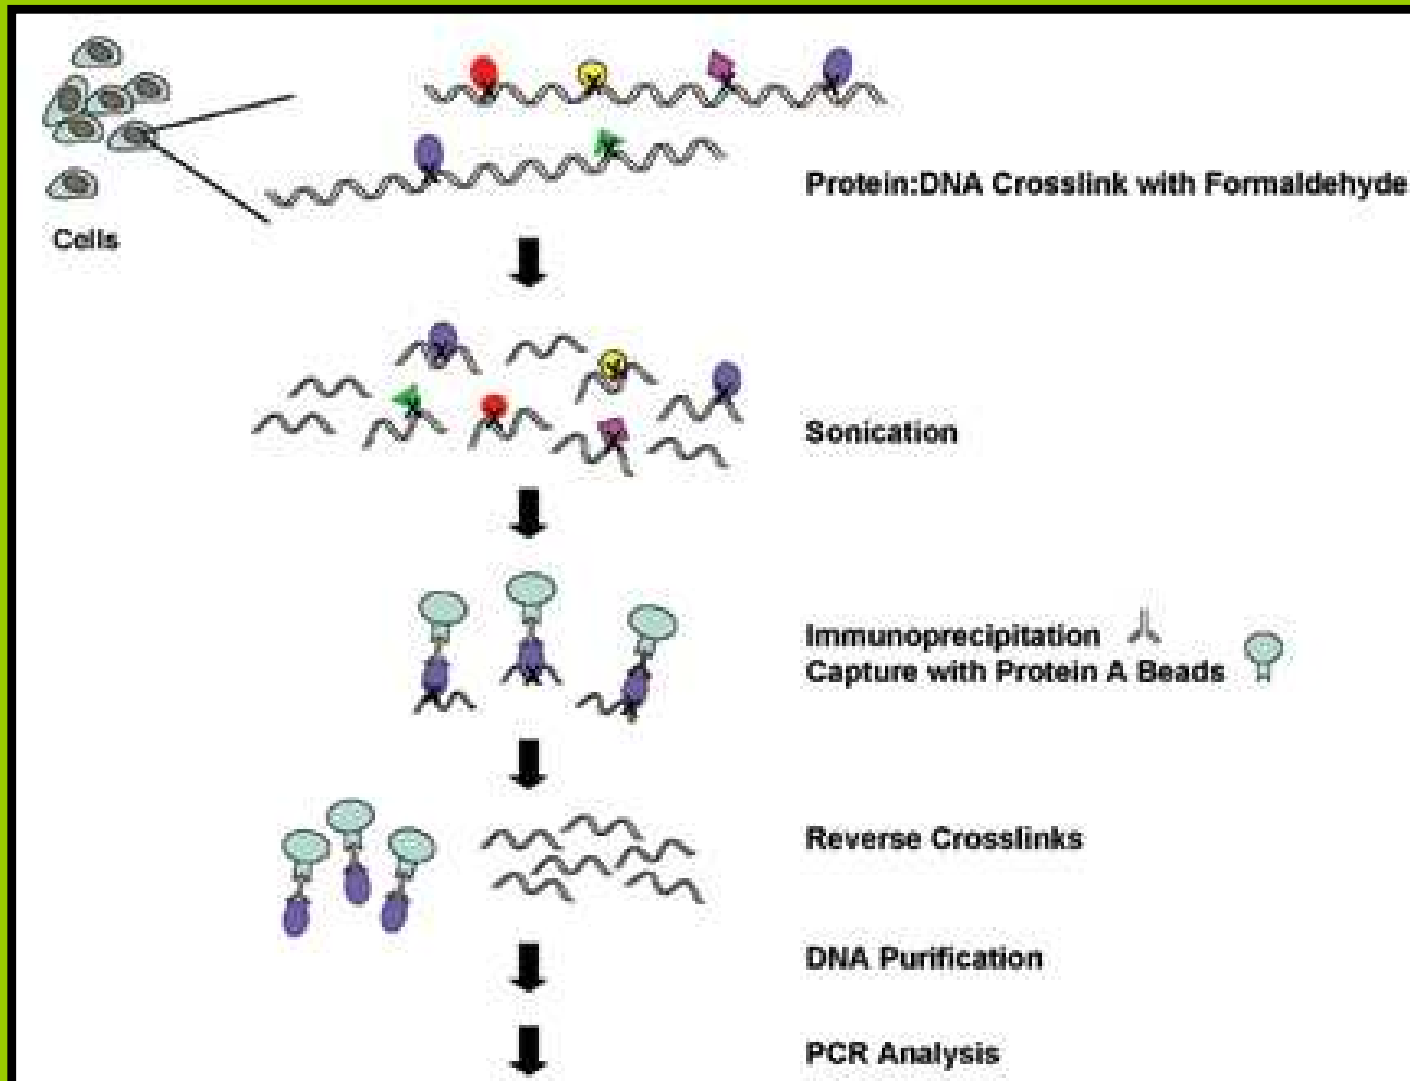 Cells
Protein:DNA Crosslink with Formaldehyde
Sonication
Immunoprecipitation
Capture with Protein A Beads
Reverse Crosslinks
DNA Purification
PCR Analysis